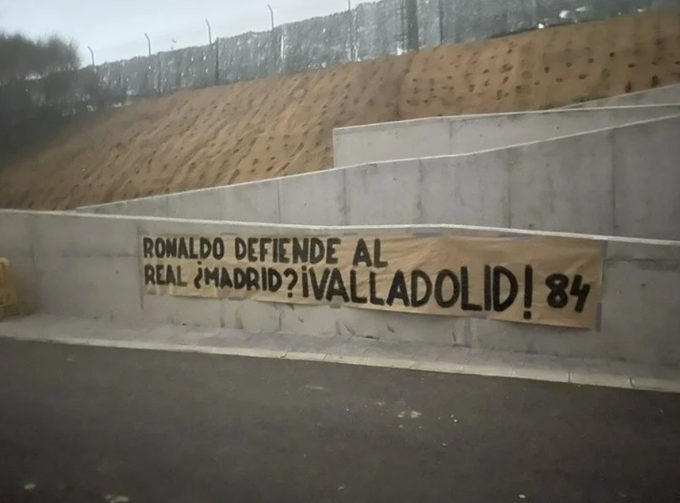 RONALDO DEFIENDE AL
REAL ¿MADRID? ¡VALLADOLID! 84